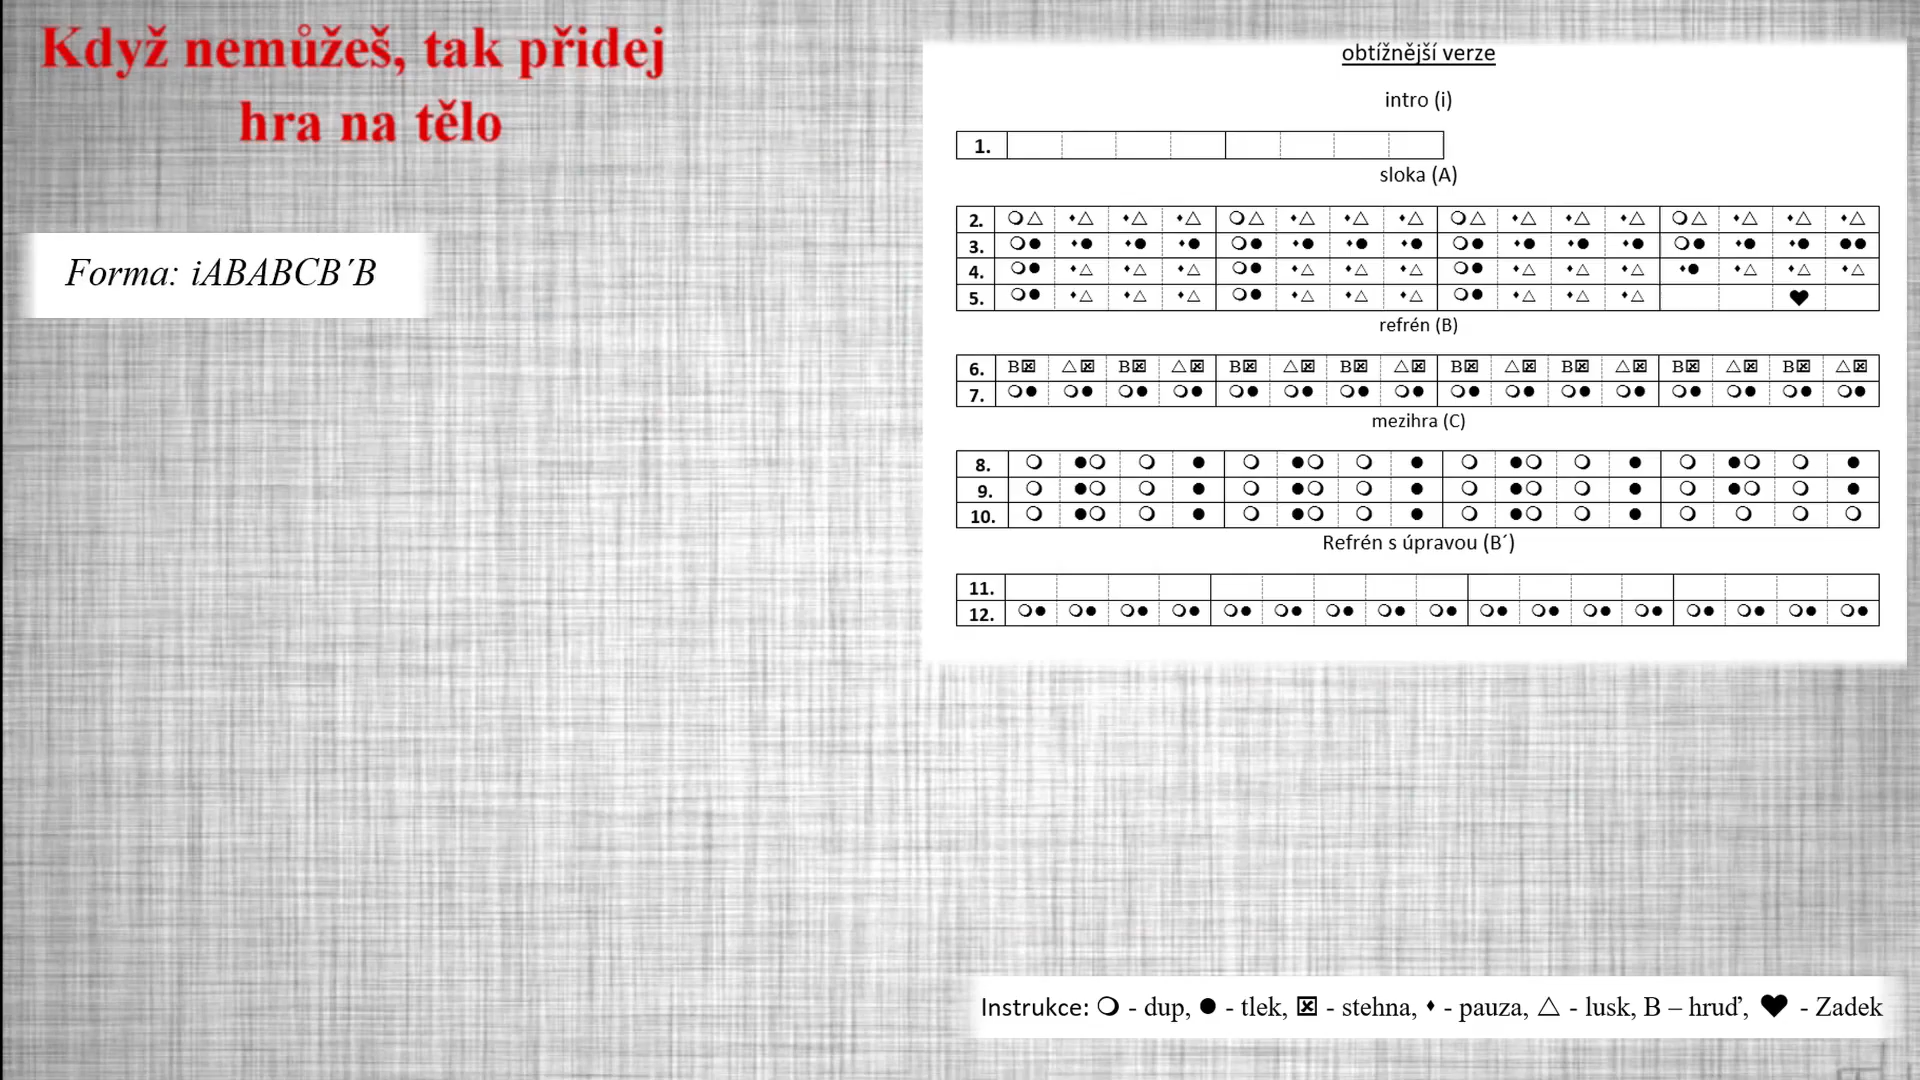 Když nemůžeš, tak přidej
hra na tělo
Forma: iABABCB´B
obtížnější verze
intro (i)
1.
sloka (A)
2. ❍△ ⬩△ ⬩△ ⬩△ ❍△ ⬩△ ⬩△ ⬩△ ❍△ ⬩△ ⬩△ ⬩△ ❍△ ⬩△ ⬩△ ⬩△
3. ❍● ⬩● ⬩● ⬩● ❍● ⬩● ⬩● ⬩● ❍● ⬩● ⬩● ⬩● ❍● ⬩● ⬩● ●●
4. ❍● ⬩△ ⬩△ ⬩△ ❍● ⬩△ ⬩△ ⬩△ ❍● ⬩△ ⬩△ ⬩△ ⬩● ⬩△ ⬩△ ⬩△
5. ❍● ⬩△ ⬩△ ⬩△ ❍● ⬩△ ⬩△ ⬩△ ❍● ⬩△ ⬩△ ⬩△ ♥
refrén (B)
6. B☒ △☒ B☒ △☒ B☒ △☒ B☒ △☒ B☒ △☒ B☒ △☒ B☒ △☒ B☒ △☒
7. ❍● ❍● ❍● ❍● ❍● ❍● ❍● ❍● ❍● ❍● ❍● ❍● ❍● ❍● ❍● ❍●
mezihra (C)
8. ❍ ●❍ ❍ ● ❍ ●❍ ❍ ● ❍ ●❍ ❍ ● ❍ ●❍ ❍ ●
9. ❍ ●❍ ❍ ● ❍ ●❍ ❍ ● ❍ ●❍ ❍ ● ❍ ●❍ ❍ ●
10. ❍ ●❍ ❍ ● ❍ ●❍ ❍ ● ❍ ●❍ ❍ ● ❍ ❍ ❍ ❍
Refrén s úpravou (B´)
11.
12. ❍● ❍● ❍● ❍● ❍● ❍● ❍● ❍● ❍● ❍● ❍● ❍● ❍● ❍● ❍● ❍● ❍●
Instrukce: ❍ - dup, ● - tlek, ☒ - stehna, ⬩ - pauza, △ - lusk, B – hruď, ♥ - Zadek